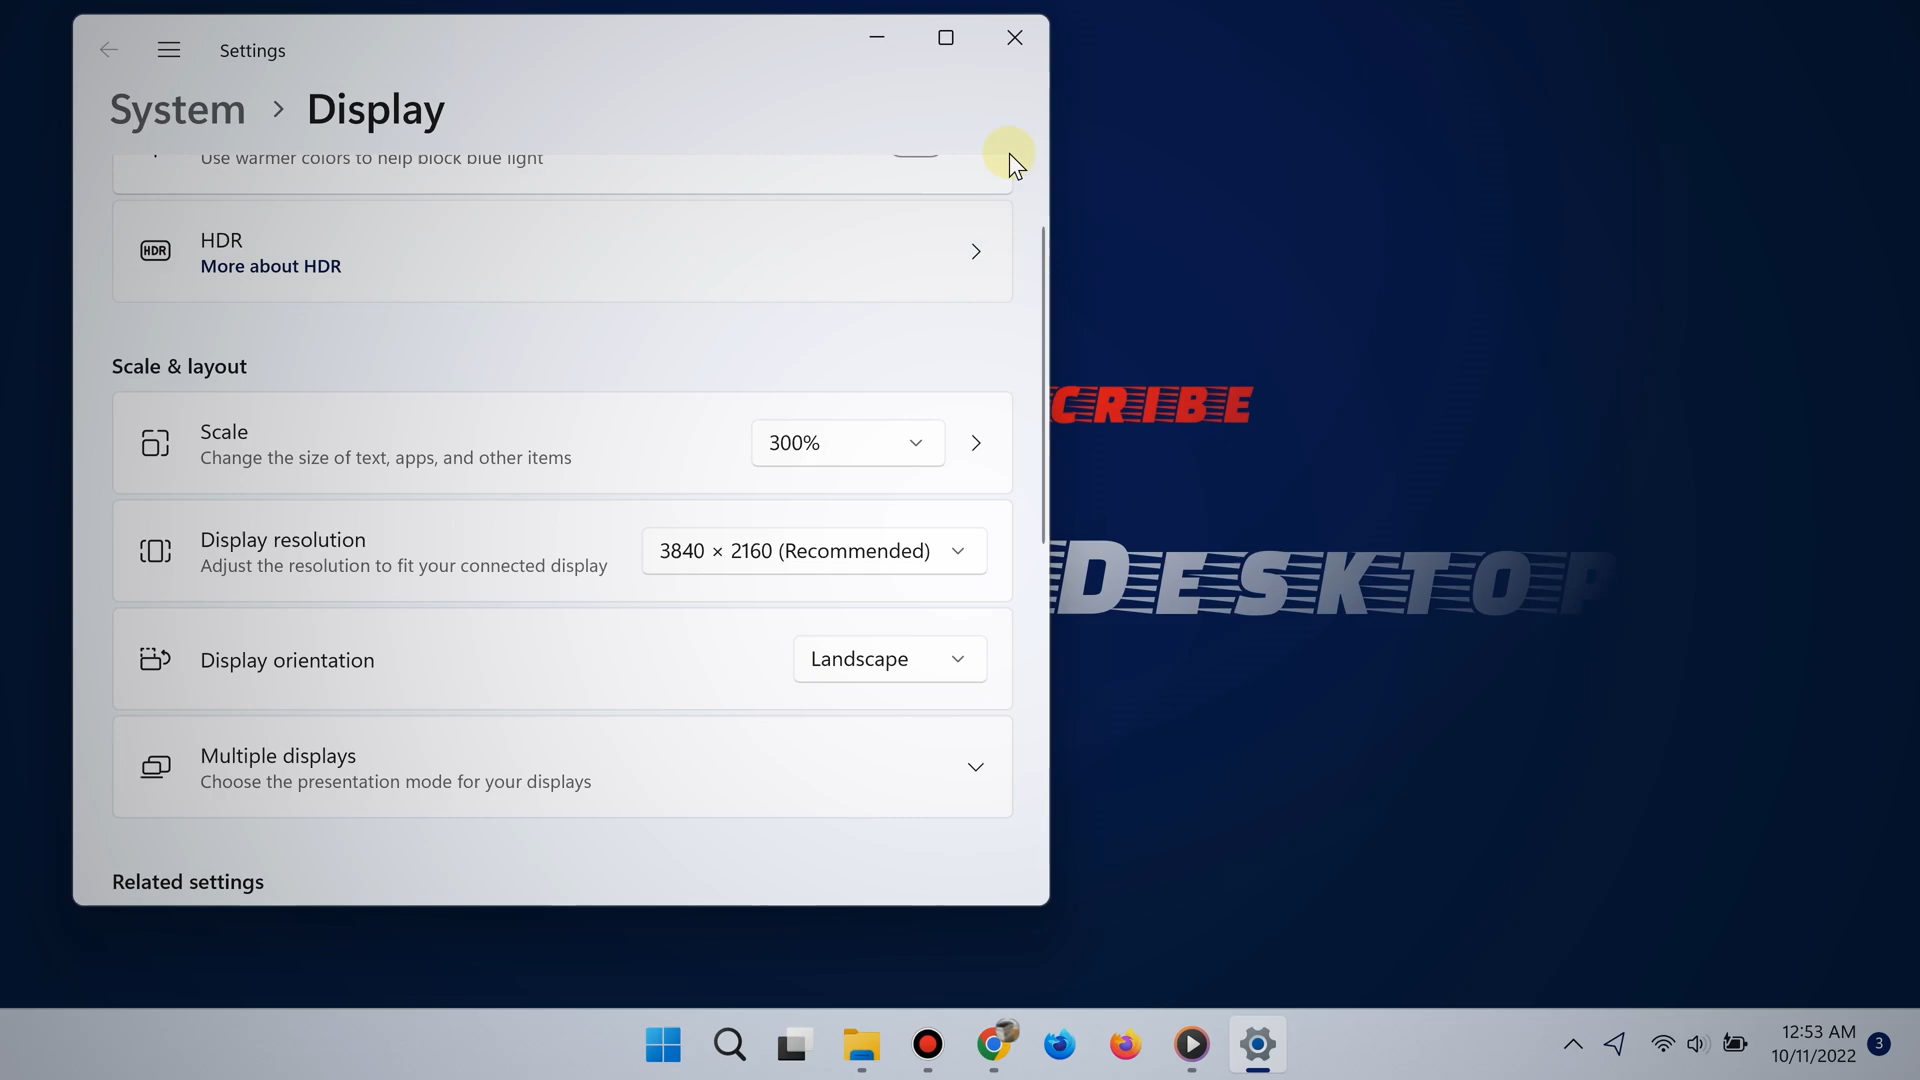 Settings
System > Display
Use warmer colors to help block blue light
HDR
HDR
More about HDR
Scale & layout
Scale
Change the size of text, apps, and other items
300%
Display resolution
Adjust the resolution to fit your connected display
3840 × 2160 (Recommended)
Display orientation
Landscape
Multiple displays
Choose the presentation mode for your displays
Related settings
CRIBE
DESKTOP
12:53 AM
10/11/2022
3